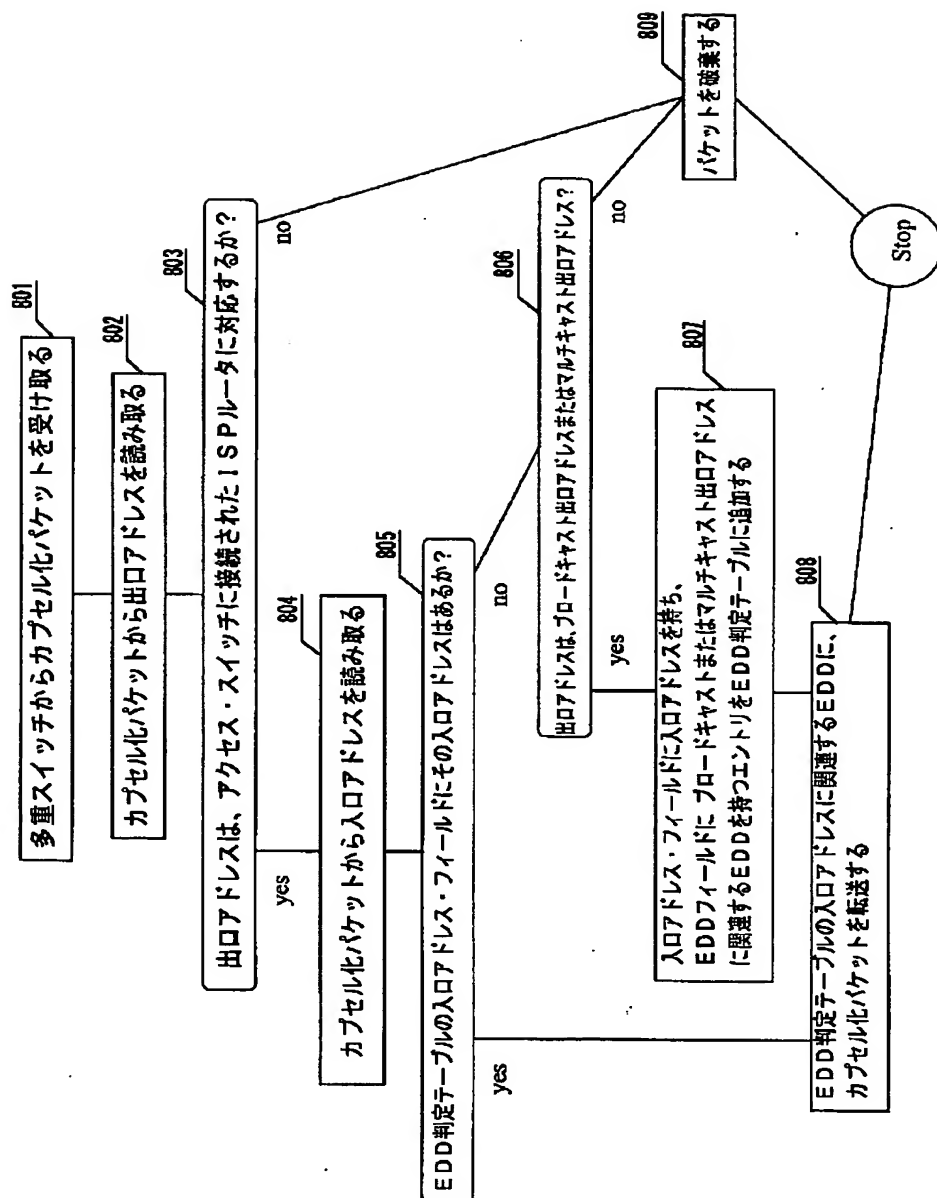 801
多重スイッチからカプセル化パケットを受け取る
802
カプセル化パケットから出口アドレスを読み取る
803
出口アドレスは、アクセス・スイッチに接続されたISPルータに対応するか?
yes
no
804
カプセル化パケットから入口アドレスを読み取る
805
EDD判定テーブルの入口アドレス・フィールドにその入口アドレスはあるか?
yes
no
806
出口アドレスは、ブロードキャスト出口アドレスまたはマルチキャスト出口アドレス?
yes
no
807
入口アドレス・フィールドに入口アドレスを持ち、
EDDフィールドに ブロードキャストまたはマルチキャスト出口アドレス
に関連するEDDを持つエントリをEDD判定テーブルに追加する
808
EDD判定テーブルの入口アドレスに関連するEDDに、
カプセル化パケットを転送する
809
パケットを破棄する
Stop